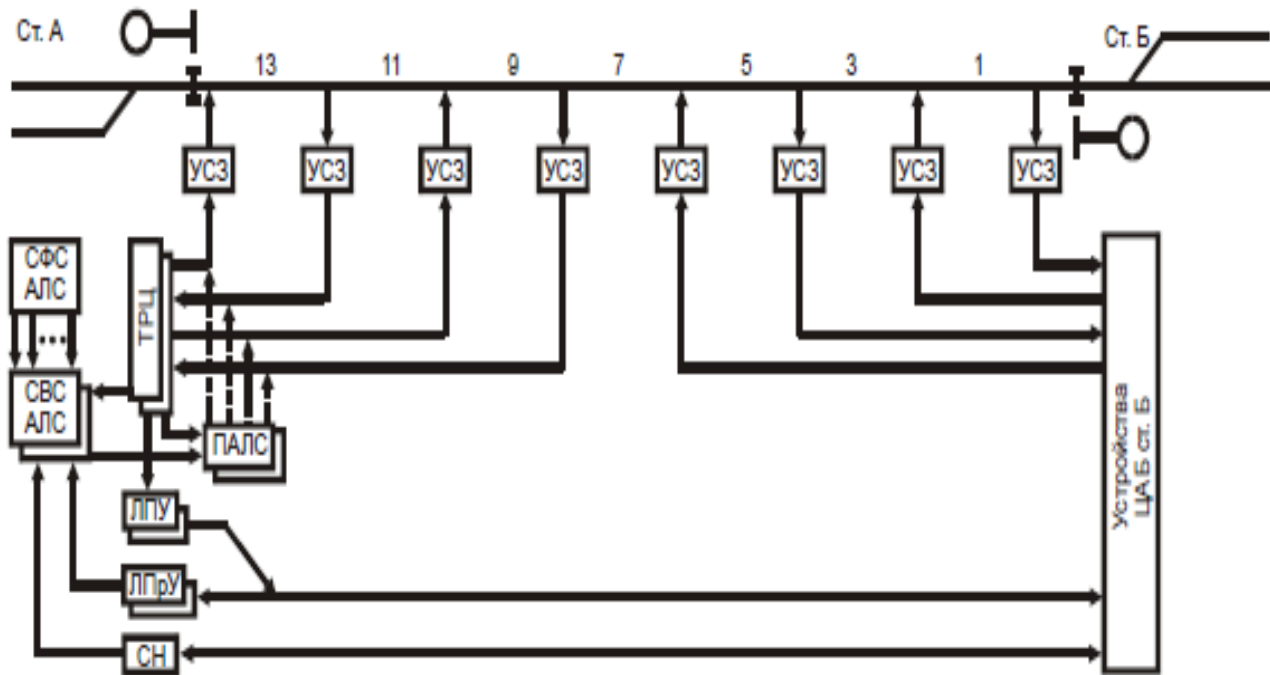 Ст. А
Ст. Б
13 11 9 7 5 3 1
УСЗ УСЗ УСЗ УСЗ УСЗ УСЗ УСЗ УСЗ
СФС
АЛС
ТРЦ
...
СВС
АЛС
ПАЛС
ЛПУ
ЛПрУ
СН
Устройства
ЦАБ ст. Б